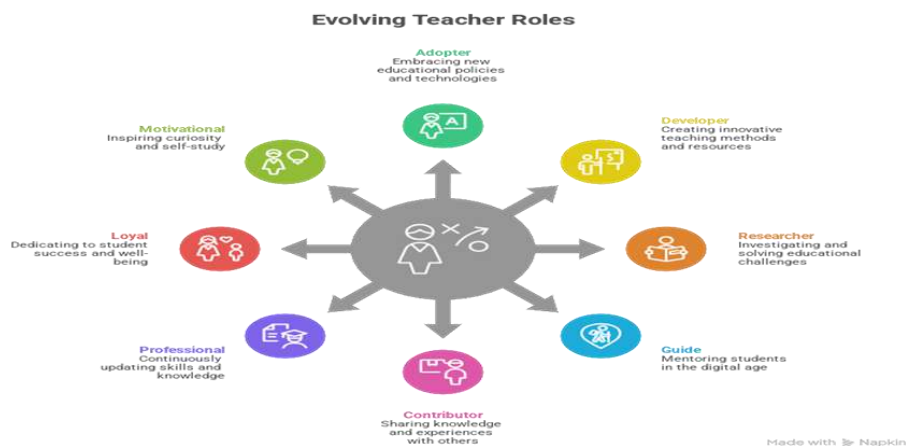 Evolving Teacher Roles
Adopter
Embracing new
educational policies
and technologies
Developer
Creating innovative
teaching methods
and resources
Researcher
Investigating and
solving educational
challenges
Guide
Mentoring students
in the digital age
Contributor
Sharing knowledge
and experiences
with others
Professional
Continuously
updating skills and
knowledge
Loyal
Dedicating to student
success and well-
being
Motivational
Inspiring curiosity
and self-study
A
Made with Napkin